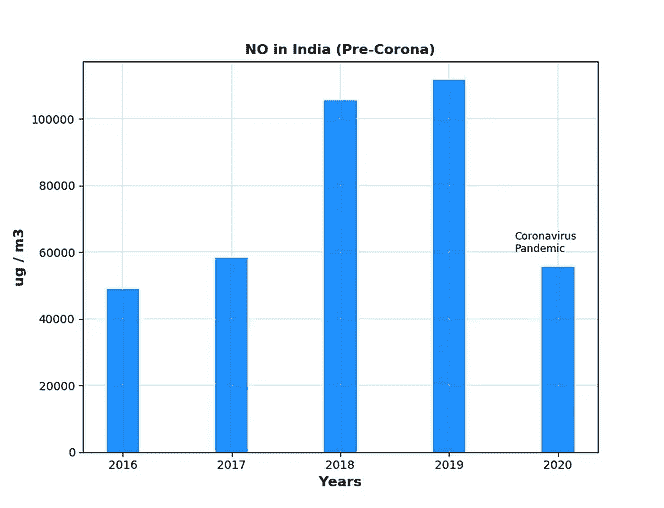 NO in India (Pre-Corona)
100000
80000
60000
40000
20000
0
ug / m3
Coronavirus
Pandemic
2016 2017 2018 2019 2020
Years